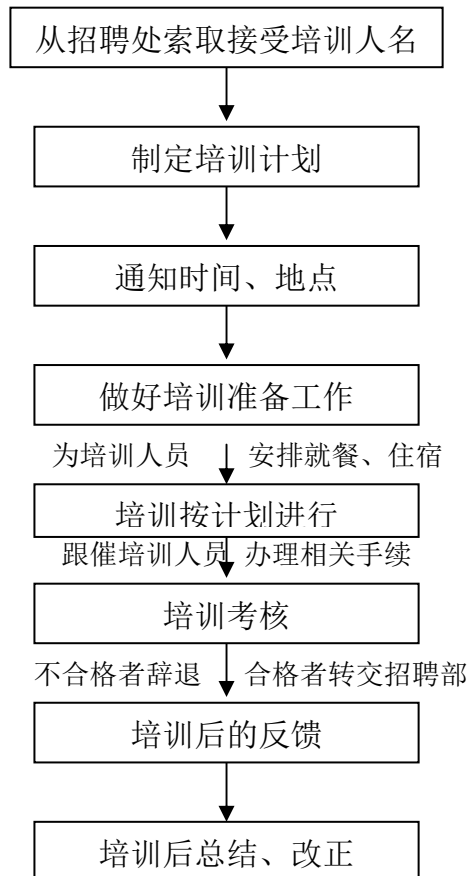 从招聘处索取接受培训人名
制定培训计划
通知时间、地点
做好培训准备工作
为培训人员 安排就餐、住宿
培训按计划进行
跟催培训人员 办理相关手续
培训考核
不合格者辞退 合格者转交招聘部
培训后的反馈
培训后总结、改正